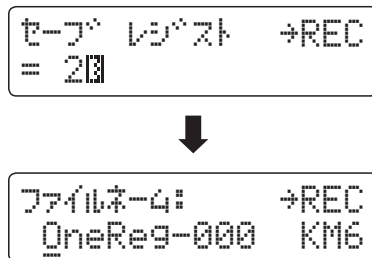 セーブ レジスト →REC
= 23
ファイルネーム: →REC
OneReg-000 KM6